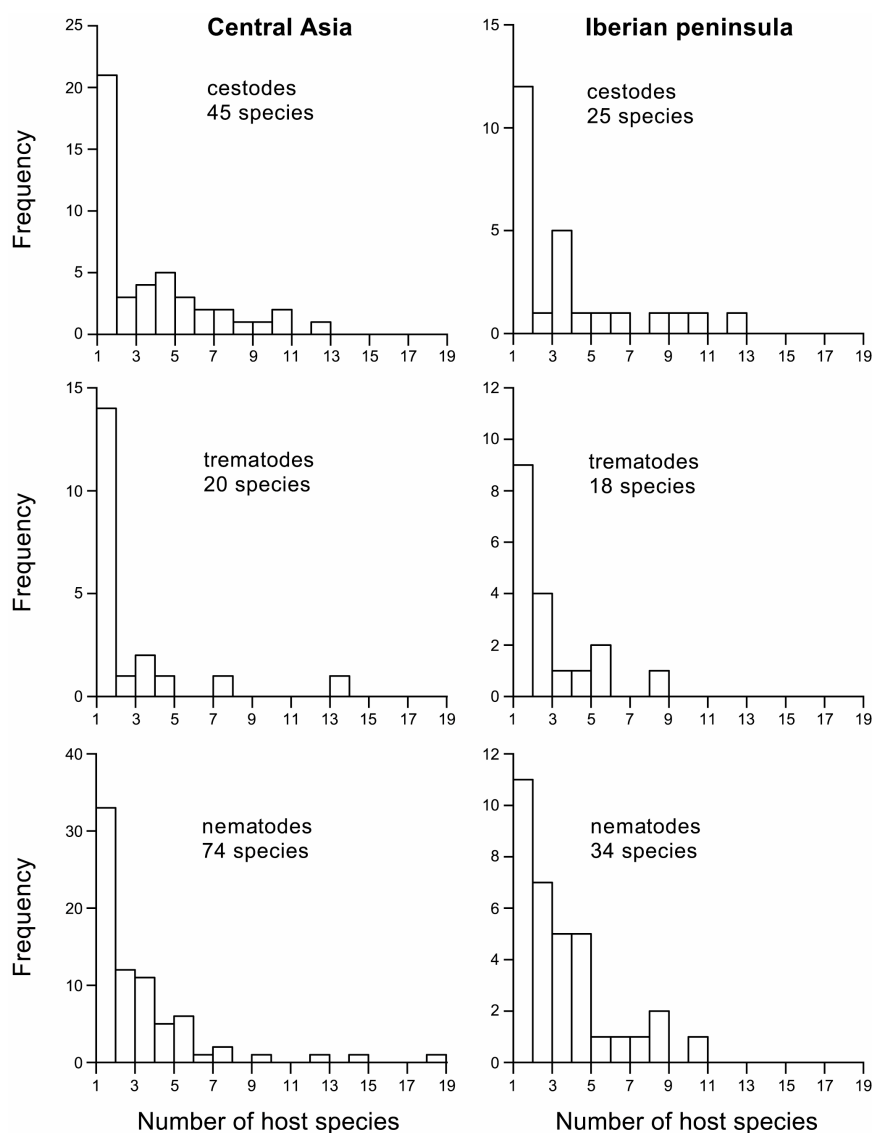 Central Asia
Iberian peninsula
25
20
15
10
5
0
Frequency
cestodes
45 species
1 3 5 7 9 11 13 15 17 19
15
10
5
0
cestodes
25 species
1 3 5 7 9 11 13 15 17 19
15
10
5
0
Frequency
trematodes
20 species
1 3 5 7 9 11 13 15 17 19
12
10
8
6
4
2
0
trematodes
18 species
1 3 5 7 9 11 13 15 17 19
40
30
20
10
0
Frequency
nematodes
74 species
1 3 5 7 9 11 13 15 17 19
Number of host species
12
10
8
6
4
2
0
nematodes
34 species
1 3 5 7 9 11 13 15 17 19
Number of host species